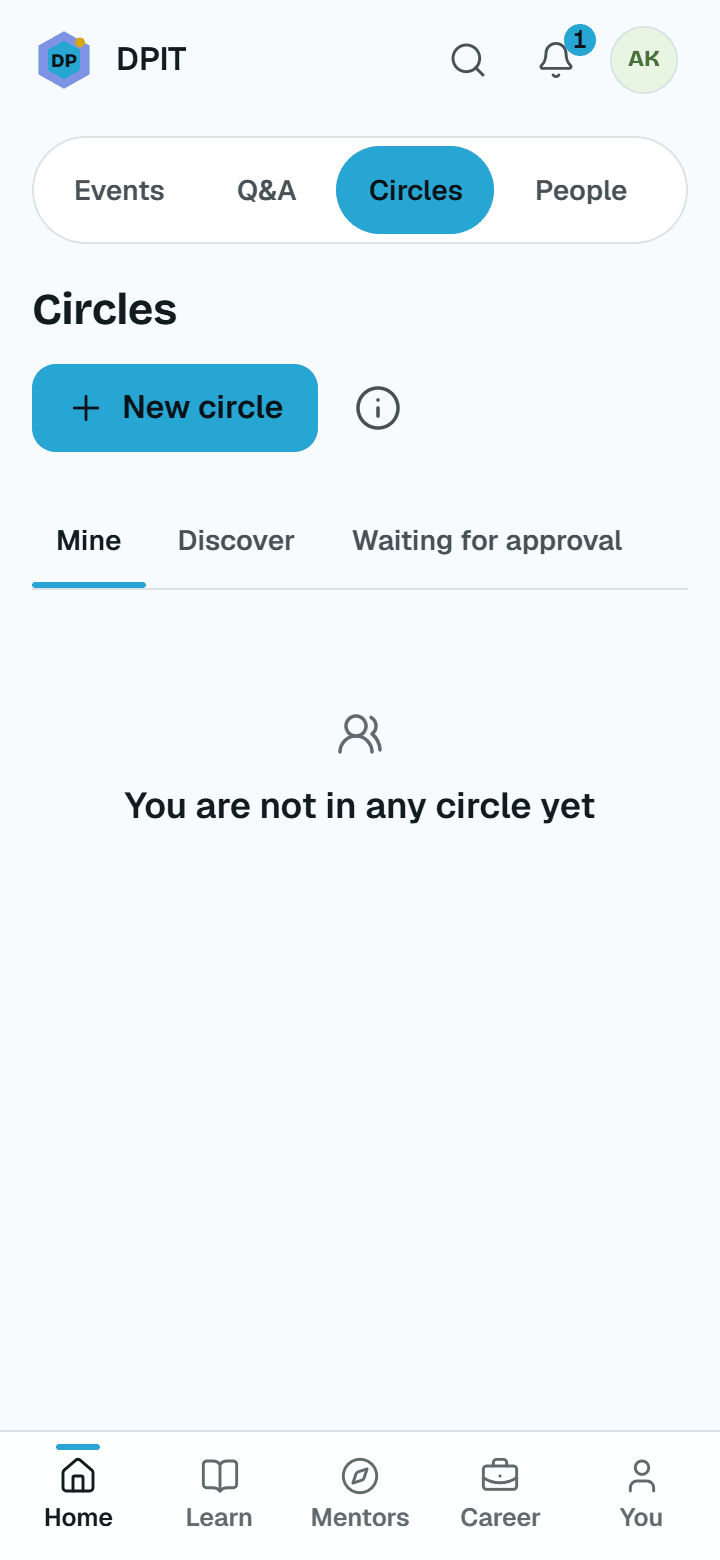 DP DPIT 1 AK
Events Q&A Circles People
Circles
New circle
Mine Discover Waiting for approval
You are not in any circle yet
Home Learn Mentors Career You